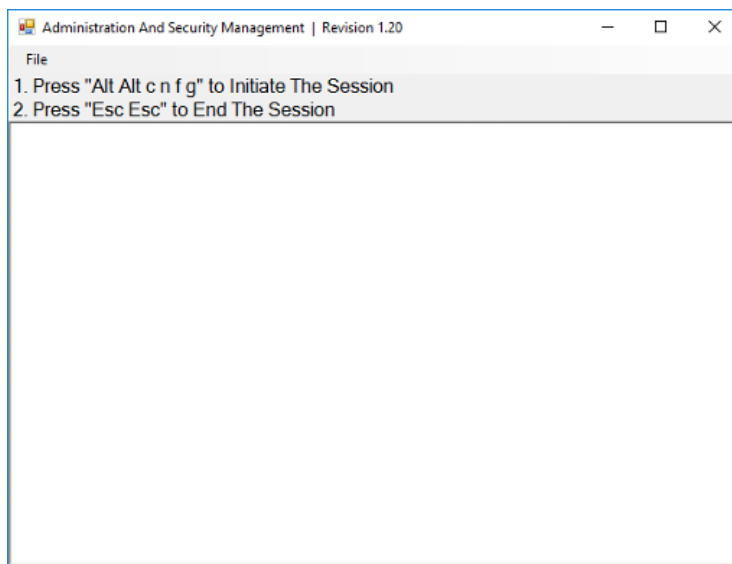 Administration And Security Management | Revision 1.20
File
1. Press "Alt Alt c n f g" to Initiate The Session
2. Press "Esc Esc" to End The Session